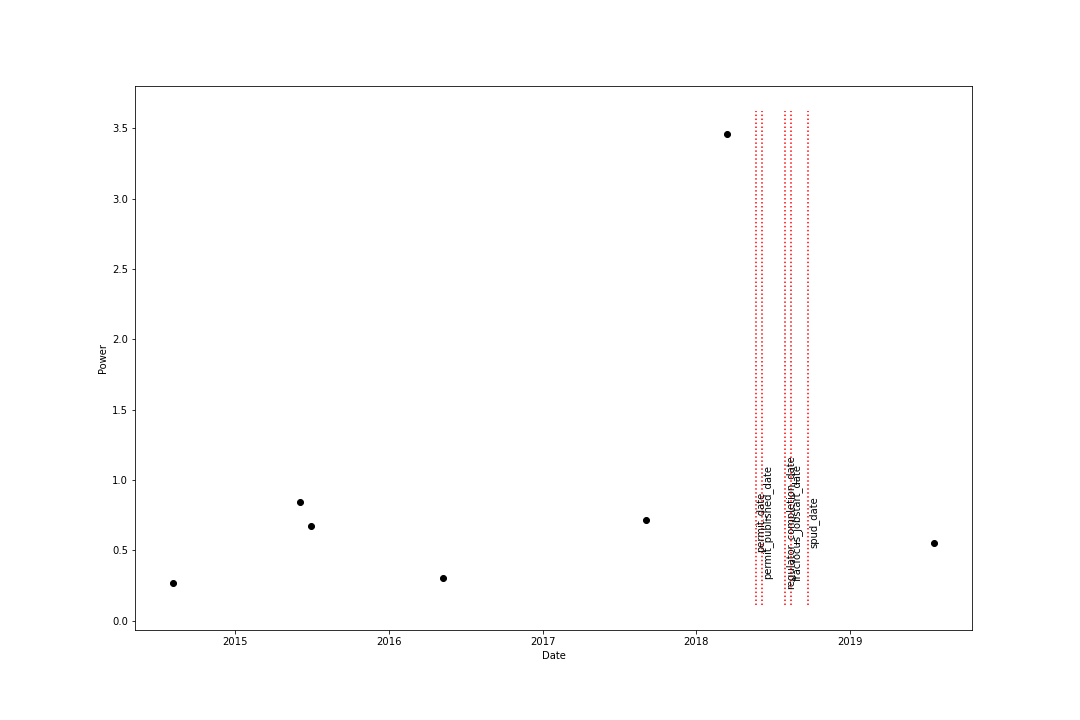 3.5
3.0
2.5
2.0
1.5
1.0
0.5
0.0
Power
permit_date
permit_published_date
regulator_completion_date
fracfocus_jobstart_date
spud_date
2015 2016 2017 2018 2019
Date